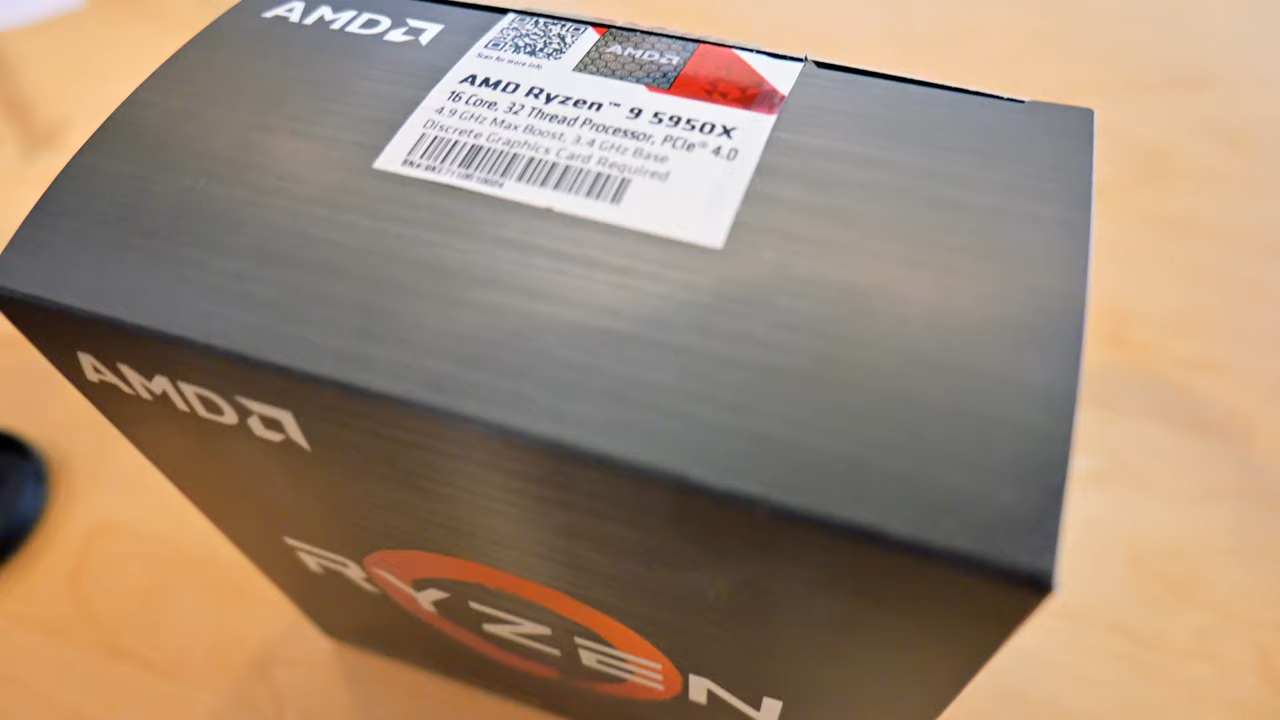 AMD
Scan for more info
AMD
AMD Ryzen™ 9 5950X
16 Core, 32 Thread Processor, PCIe® 4.0
4.9 GHz Max Boost, 3.4 GHz Base
Discrete Graphics Card Required
AMD
RYZEN